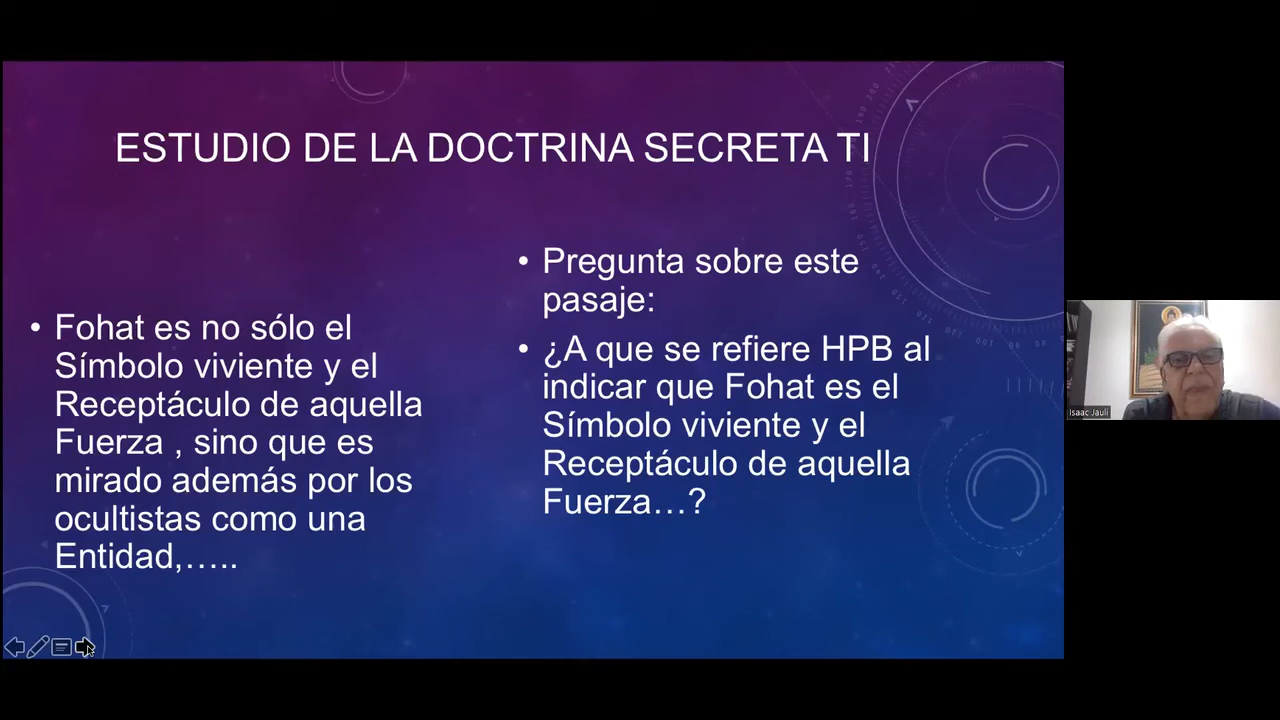 ESTUDIO DE LA DOCTRINA SECRETA TI
• Fohat es no sólo el
Símbolo viviente y el
Receptáculo de aquella
Fuerza , sino que es
mirado además por los
ocultistas como una
Entidad,…..
• Pregunta sobre este
pasaje:
• ¿A que se refiere HPB al
indicar que Fohat es el
Símbolo viviente y el
Receptáculo de aquella
Fuerza…?
Isaac Jauli